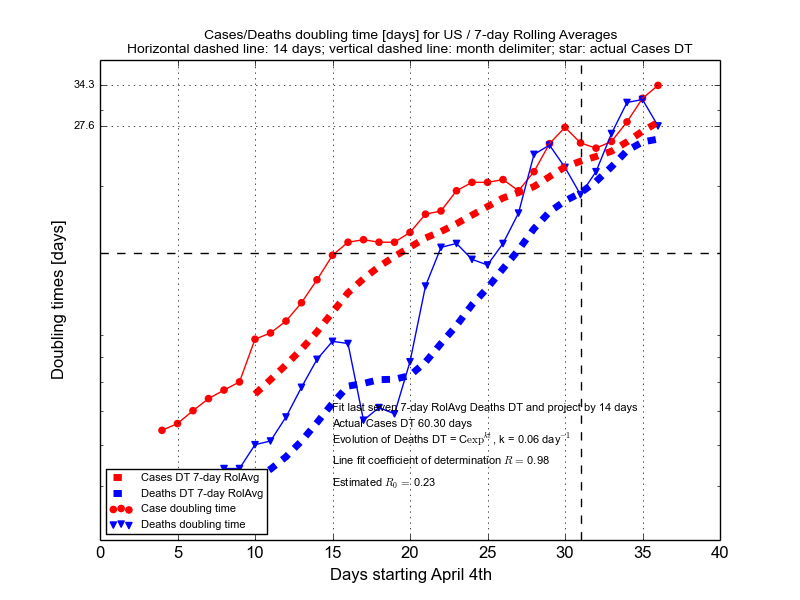 Cases/Deaths doubling time [days] for US / 7-day Rolling Averages
Horizontal dashed line: 14 days; vertical dashed line: month delimiter; star: actual Cases DT
34.3
27.6
Doubling times [days]
Fit last seven 7-day RolAvg Deaths DT and project by 14 days
Actual Cases DT 60.30 days
Evolution of Deaths DT = Cexp^kt, k = 0.06 day^−1
Line fit coefficient of determination R = 0.98
Estimated R_0 = 0.23
Cases DT 7-day RolAvg
Deaths DT 7-day RolAvg
Case doubling time
Deaths doubling time
0 5 10 15 20 25 30 35 40
Days starting April 4th